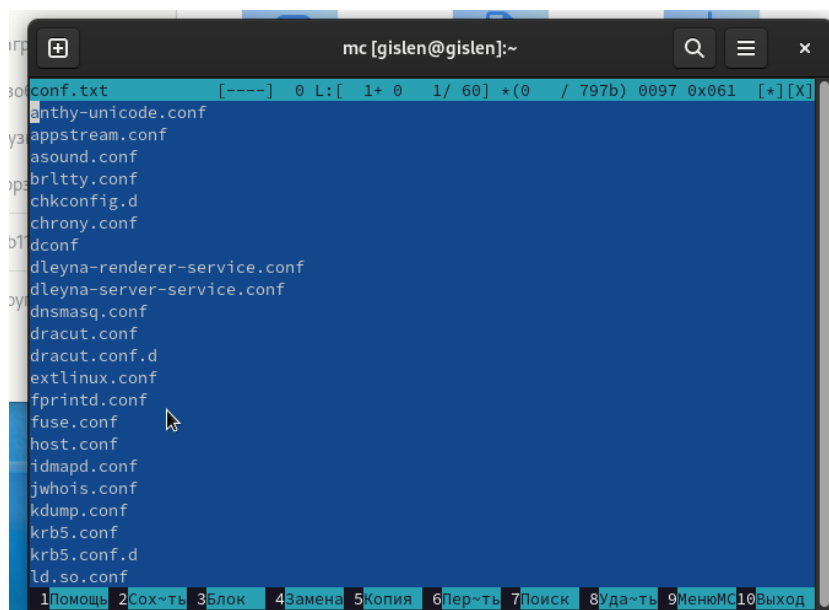 mc [gislen@gislen]:~
conf.txt [----] 0 L:[ 1+ 0 1/ 60] *(0 / 797b) 0097 0x061 [*][X]
anthy-unicode.conf
appstream.conf
asound.conf
brltty.conf
chkconfig.d
chrony.conf
dconf
dleyna-renderer-service.conf
dleyna-server-service.conf
dnsmasq.conf
dracut.conf
dracut.conf.d
extlinux.conf
fprintd.conf
fuse.conf
host.conf
idmapd.conf
jwhois.conf
kdump.conf
krb5.conf
krb5.conf.d
ld.so.conf
1Помощь 2Сох~ть 3Блок 4Замена 5Копия 6Пер~ть 7Поиск 8Уда~ть 9МенюМС10Выход